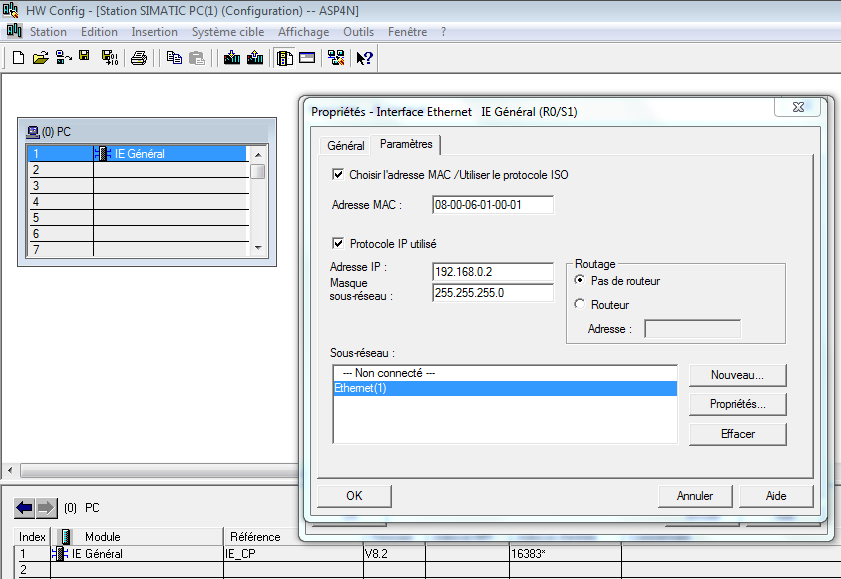 HW Config - [Station SIMATIC PC(1) (Configuration) -- ASP4N]
Station Edition Insertion Système cible Affichage Outils Fenêtre ?
(0) PC
1 IE Général
2
3
4
5
6
7
Propriétés - Interface Ethernet IE Général (R0/S1)
Général Paramètres
Choisir l'adresse MAC /Utiliser le protocole ISO
Adresse MAC : 08-00-06-01-00-01
Protocole IP utilisé
Adresse IP : 192.168.0.2
Masque
sous-réseau : 255.255.255.0
Routage
Pas de routeur
Routeur
Adresse :
Sous-réseau :
--- Non connecté ---
Ethernet(1)
Nouveau...
Propriétés...
Effacer
OK Annuler Aide
(0) PC
Index Module Référence
1 IE Général IE_CP V8.2 16383*
2